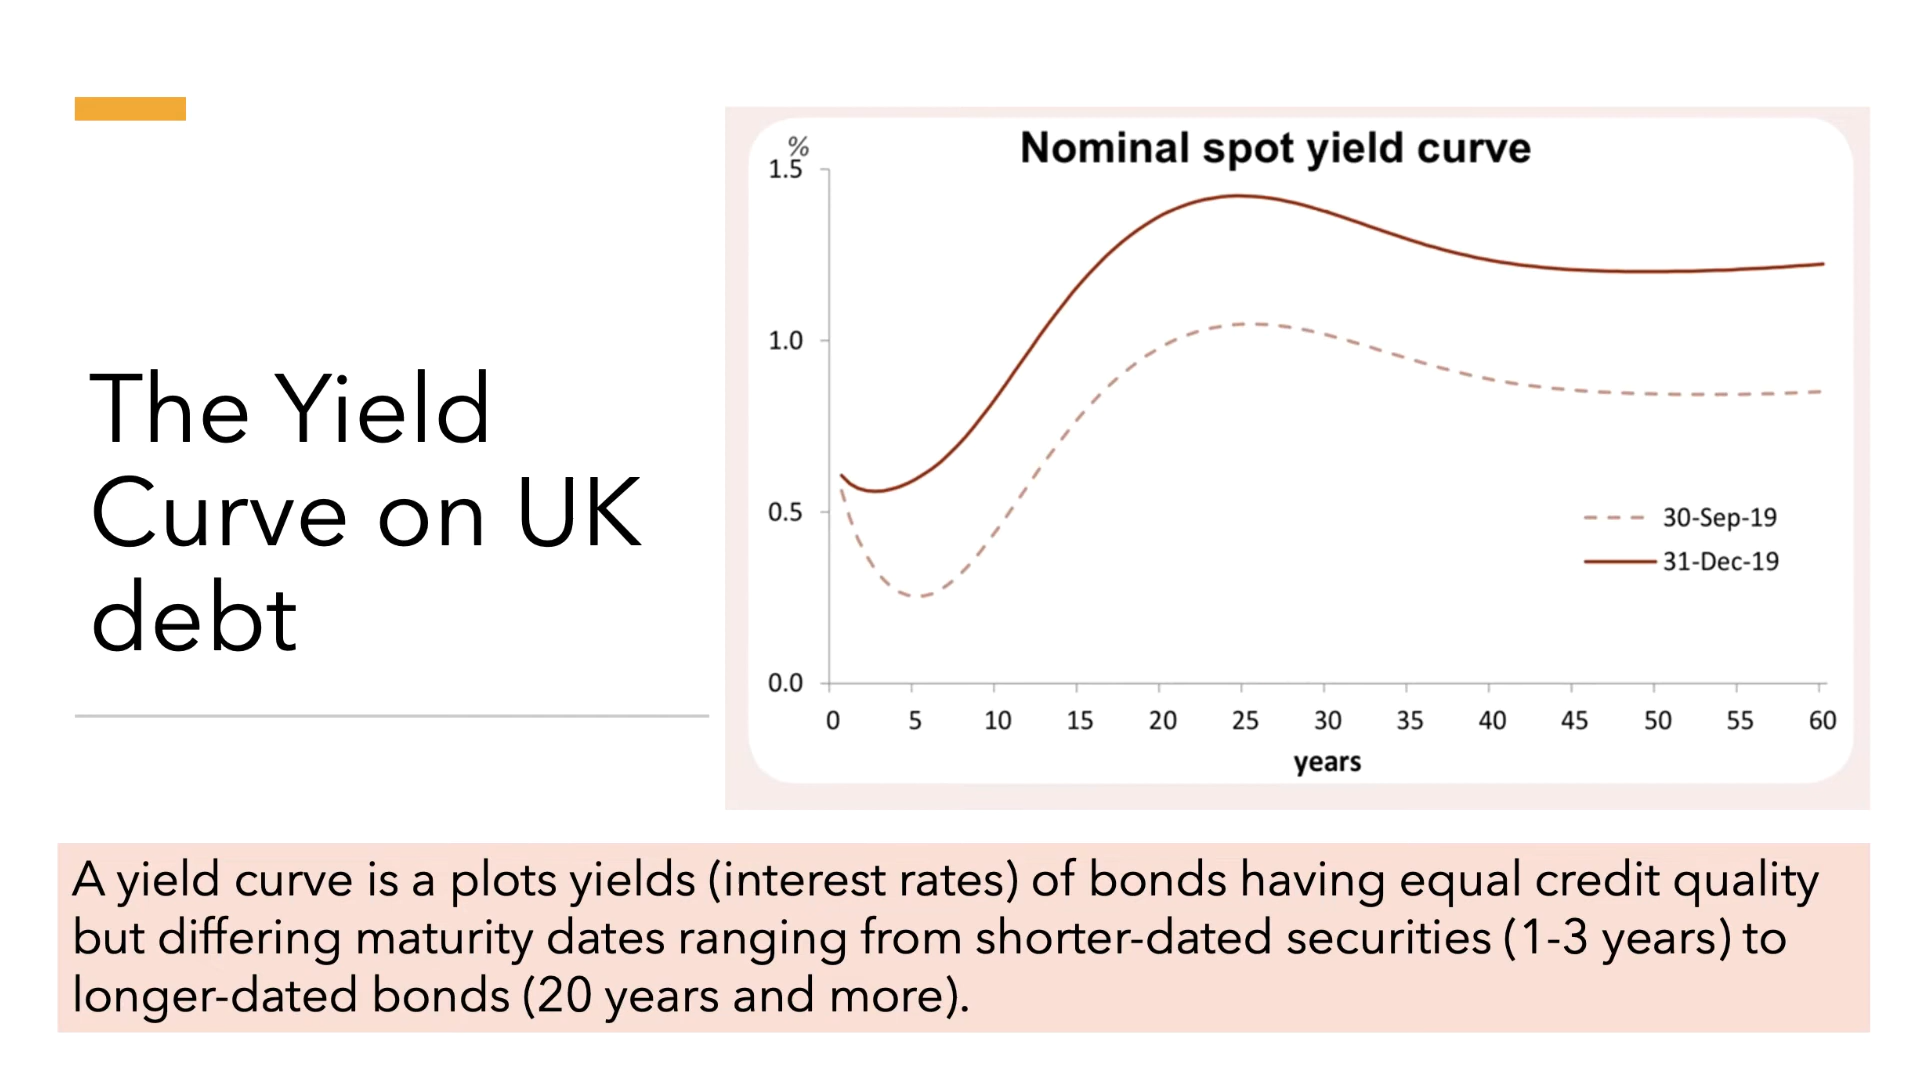 The Yield
Curve on UK
debt
Nominal spot yield curve
%
1.5
1.0
0.5
0.0
0 5 10 15 20 25 30 35 40 45 50 55 60
years
30-Sep-19
31-Dec-19
A yield curve is a plots yields (interest rates) of bonds having equal credit quality
but differing maturity dates ranging from shorter-dated securities (1-3 years) to
longer-dated bonds (20 years and more).